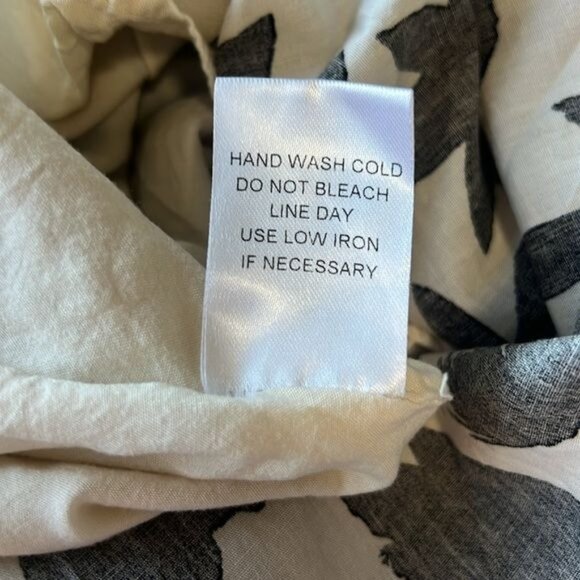 HAND WASH COLD
DO NOT BLEACH
LINE DAY
USE LOW IRON
IF NECESSARY